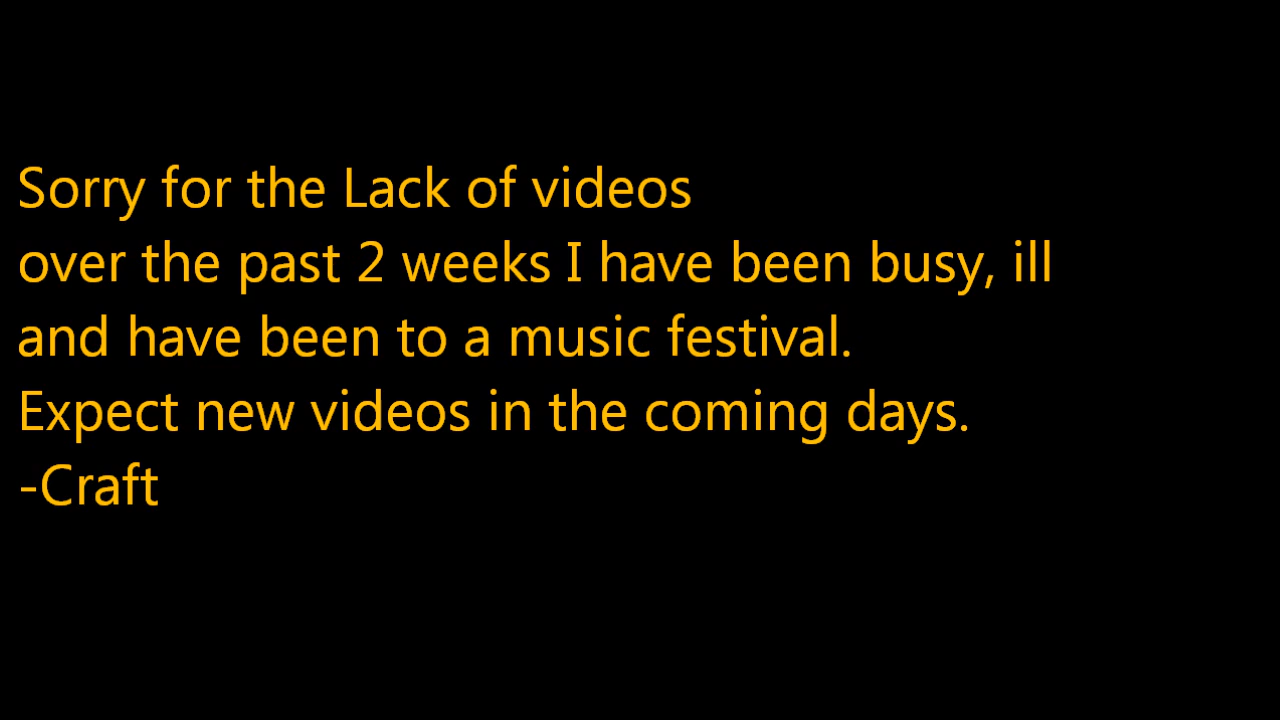 Sorry for the Lack of videos
over the past 2 weeks I have been busy, ill
and have been to a music festival.
Expect new videos in the coming days.
-Craft